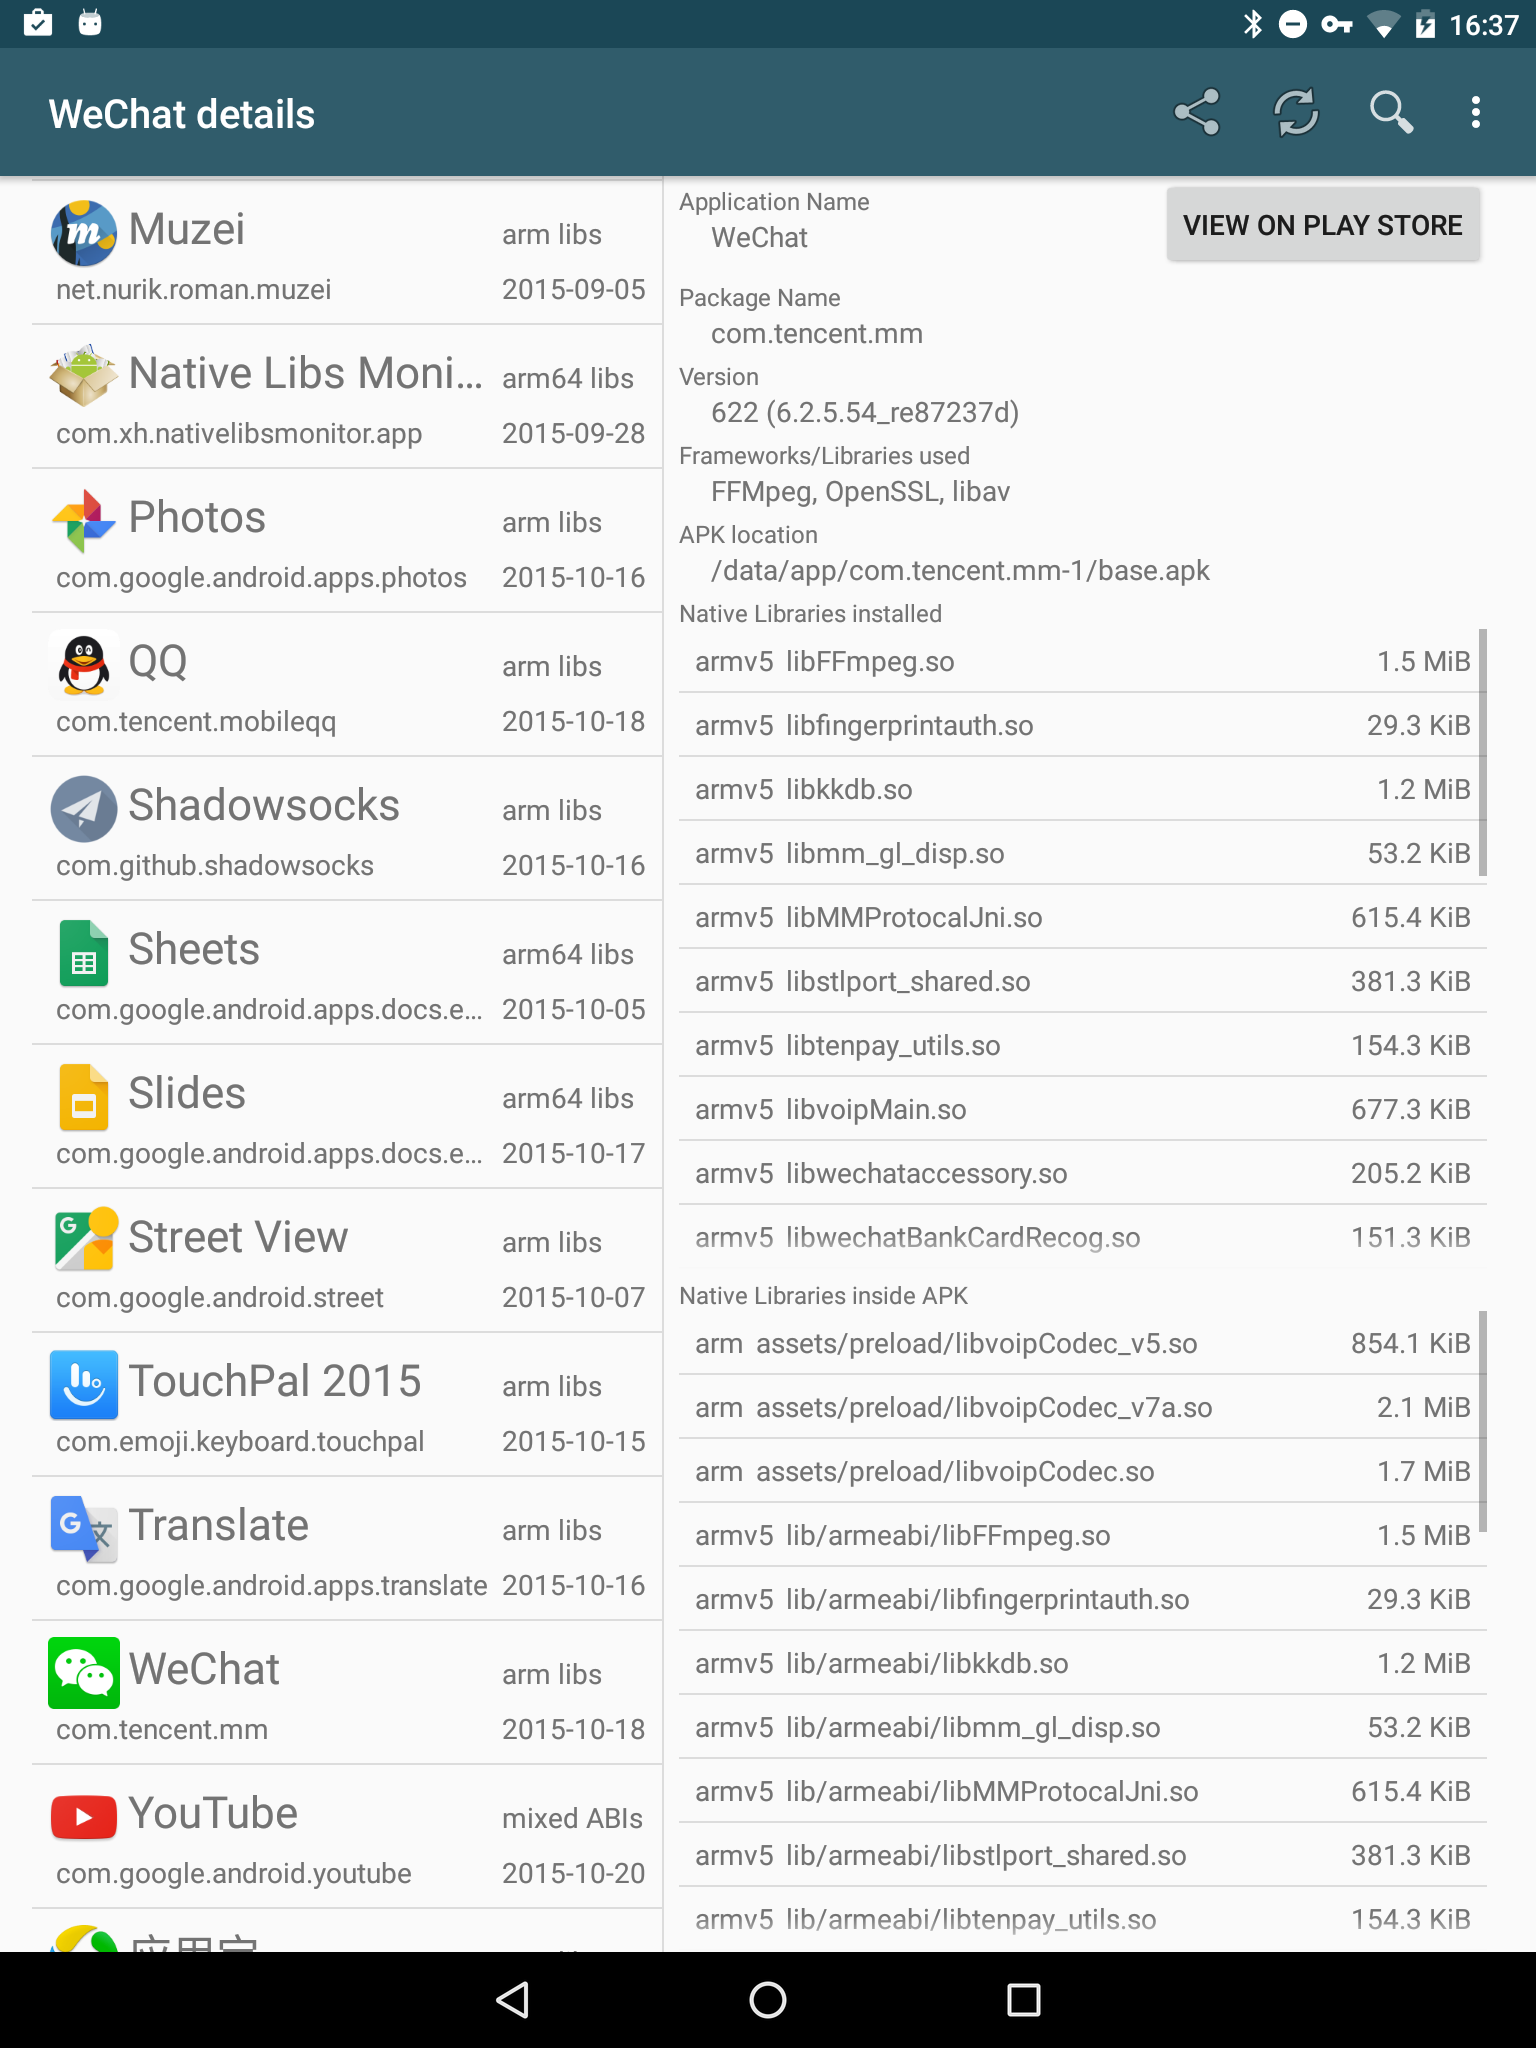 16:37
WeChat details
Muzei
arm libs
net.nurik.roman.muzei
2015-09-05
Native Libs Moni...
arm64 libs
com.xh.nativelibsmonitor.app
2015-09-28
Photos
arm libs
com.google.android.apps.photos
2015-10-16
QQ
arm libs
com.tencent.mobileqq
2015-10-18
Shadowsocks
arm libs
com.github.shadowsocks
2015-10-16
Sheets
arm64 libs
com.google.android.apps.docs.e...
2015-10-05
Slides
arm64 libs
com.google.android.apps.docs.e...
2015-10-17
Street View
arm libs
com.google.android.street
2015-10-07
TouchPal 2015
arm libs
com.emoji.keyboard.touchpal
2015-10-15
Translate
arm libs
com.google.android.apps.translate
2015-10-16
WeChat
arm libs
com.tencent.mm
2015-10-18
YouTube
mixed ABIs
com.google.android.youtube
2015-10-20
Application Name
WeChat
VIEW ON PLAY STORE
Package Name
com.tencent.mm
Version
622 (6.2.5.54_re87237d)
Frameworks/Libraries used
FFMpeg, OpenSSL, libav
APK location
/data/app/com.tencent.mm-1/base.apk
Native Libraries installed
armv5 libFFmpeg.so 1.5 MiB
armv5 libfingerprintauth.so 29.3 KiB
armv5 libkkdb.so 1.2 MiB
armv5 libmm_gl_disp.so 53.2 KiB
armv5 libMMProtocalJni.so 615.4 KiB
armv5 libstlport_shared.so 381.3 KiB
armv5 libtenpay_utils.so 154.3 KiB
armv5 libvoipMain.so 677.3 KiB
armv5 libwechataccessory.so 205.2 KiB
armv5 libwechatBankCardRecog.so 151.3 KiB
Native Libraries inside APK
arm assets/preload/libvoipCodec_v5.so 854.1 KiB
arm assets/preload/libvoipCodec_v7a.so 2.1 MiB
arm assets/preload/libvoipCodec.so 1.7 MiB
armv5 lib/armeabi/libFFmpeg.so 1.5 MiB
armv5 lib/armeabi/libfingerprintauth.so 29.3 KiB
armv5 lib/armeabi/libkkdb.so 1.2 MiB
armv5 lib/armeabi/libmm_gl_disp.so 53.2 KiB
armv5 lib/armeabi/libMMProtocalJni.so 615.4 KiB
armv5 lib/armeabi/libstlport_shared.so 381.3 KiB
armv5 lib/armeabi/libtenpay_utils.so 154.3 KiB